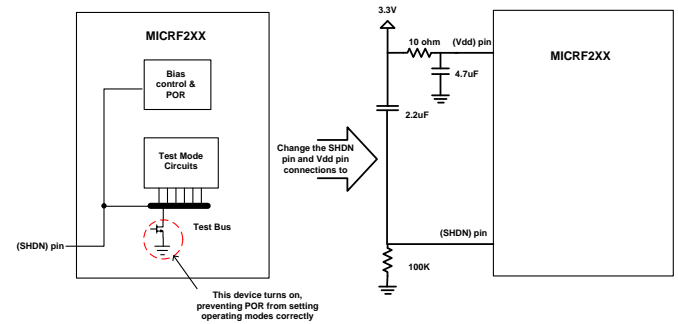 MICRF2XX
Bias
control &
POR
Test Mode
Circuits
Test Bus
(SHDN) pin
This device turns on,
preventing POR from setting
operating modes correctly
Change the SHDN
pin and Vdd pin
connections to
3.3V
10 ohm
(Vdd) pin
4.7uF
2.2uF
MICRF2XX
(SHDN) pin
100K